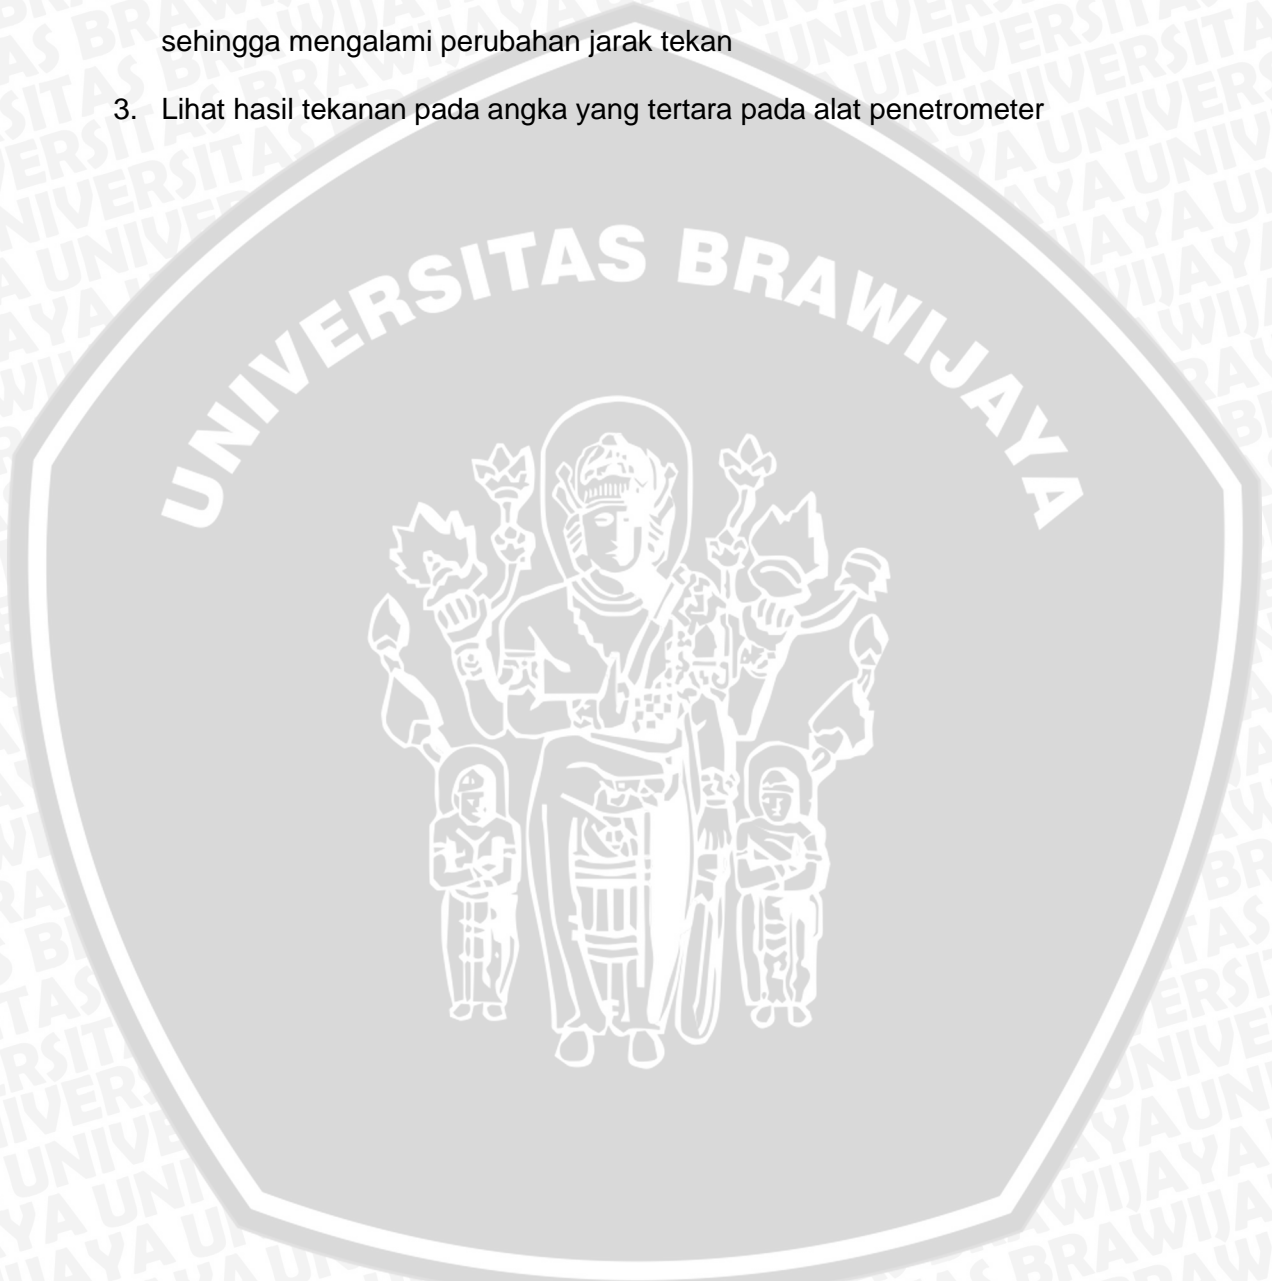 sehingga mengalami perubahan jarak tekan
3. Lihat hasil tekanan pada angka yang tertara pada alat penetrometer
UNIVERSITAS BRAWIJAYA